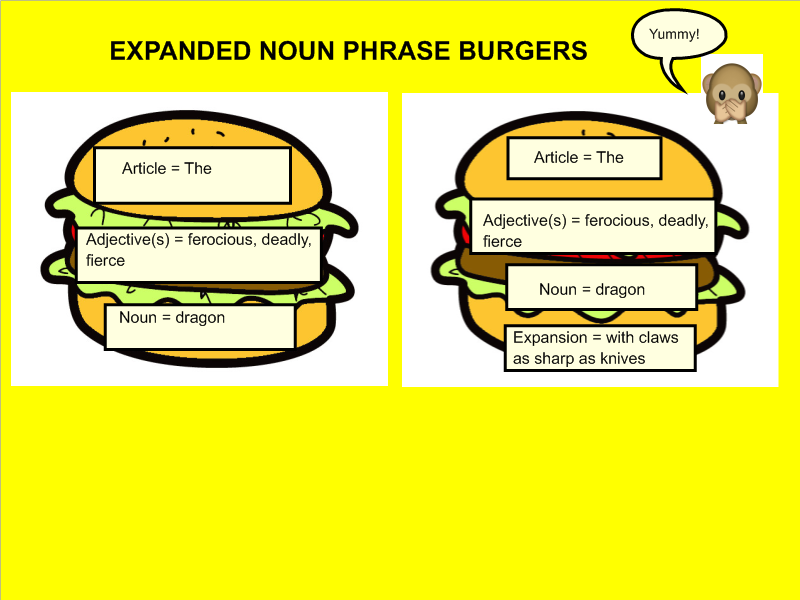 EXPANDED NOUN PHRASE BURGERS
Yummy!
Article = The
Adjective(s) = ferocious, deadly,
fierce
Noun = dragon
Article = The
Adjective(s) = ferocious, deadly,
fierce
Noun = dragon
Expansion = with claws
as sharp as knives